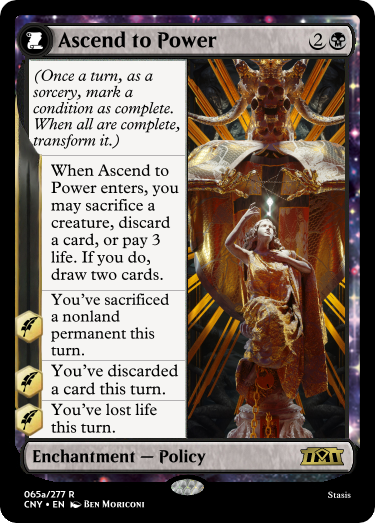 Ascend to Power
2
(Once a turn, as a
sorcery, mark a
condition as complete.
When all are complete,
transform it.)
When Ascend to
Power enters, you
may sacrifice a
creature, discard
a card, or pay 3
life. If you do,
draw two cards.
You've sacrificed
a nonland
permanent this
turn.
You've discarded
a card this turn.
You've lost life
this turn.
Enchantment — Policy
065a/277 R
CNY • EN Ben Moriconi
Stasis